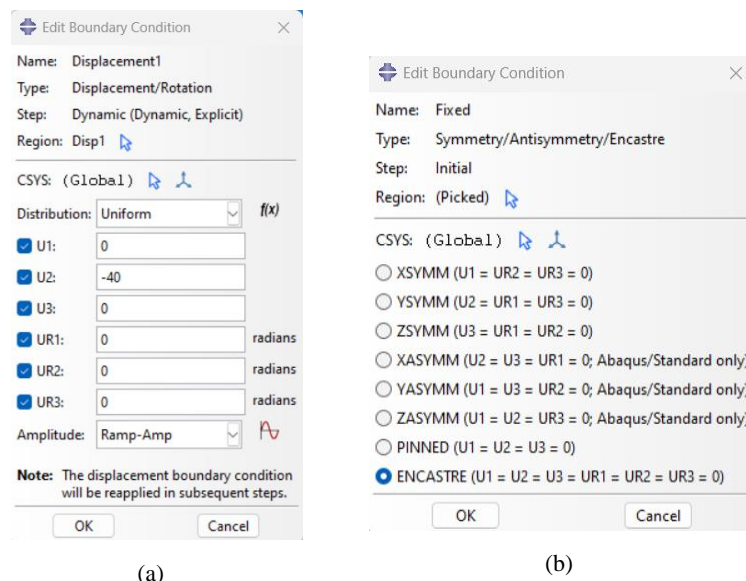 Edit Boundary Condition
Name: Displacement1
Type: Displacement/Rotation
Step: Dynamic (Dynamic, Explicit)
Region: Disp1
CSYS: (Global)
Distribution: Uniform f(x)
U1: 0
U2: -40
U3: 0
UR1: 0 radians
UR2: 0 radians
UR3: 0 radians
Amplitude: Ramp-Amp
Note: The displacement boundary condition
will be reapplied in subsequent steps.
OK Cancel
(a)
Edit Boundary Condition
Name: Fixed
Type: Symmetry/Antisymmetry/Encastre
Step: Initial
Region: (Picked)
CSYS: (Global)
XSYMM (U1 = UR2 = UR3 = 0)
YSYMM (U2 = UR1 = UR3 = 0)
ZSYMM (U3 = UR1 = UR2 = 0)
XASYMM (U2 = U3 = UR1 = 0; Abaqus/Standard only)
YASYMM (U1 = U3 = UR2 = 0; Abaqus/Standard only)
ZASYMM (U1 = U2 = UR3 = 0; Abaqus/Standard only)
PINNED (U1 = U2 = U3 = 0)
ENCASTRE (U1 = U2 = U3 = UR1 = UR2 = UR3 = 0)
OK Cancel
(b)